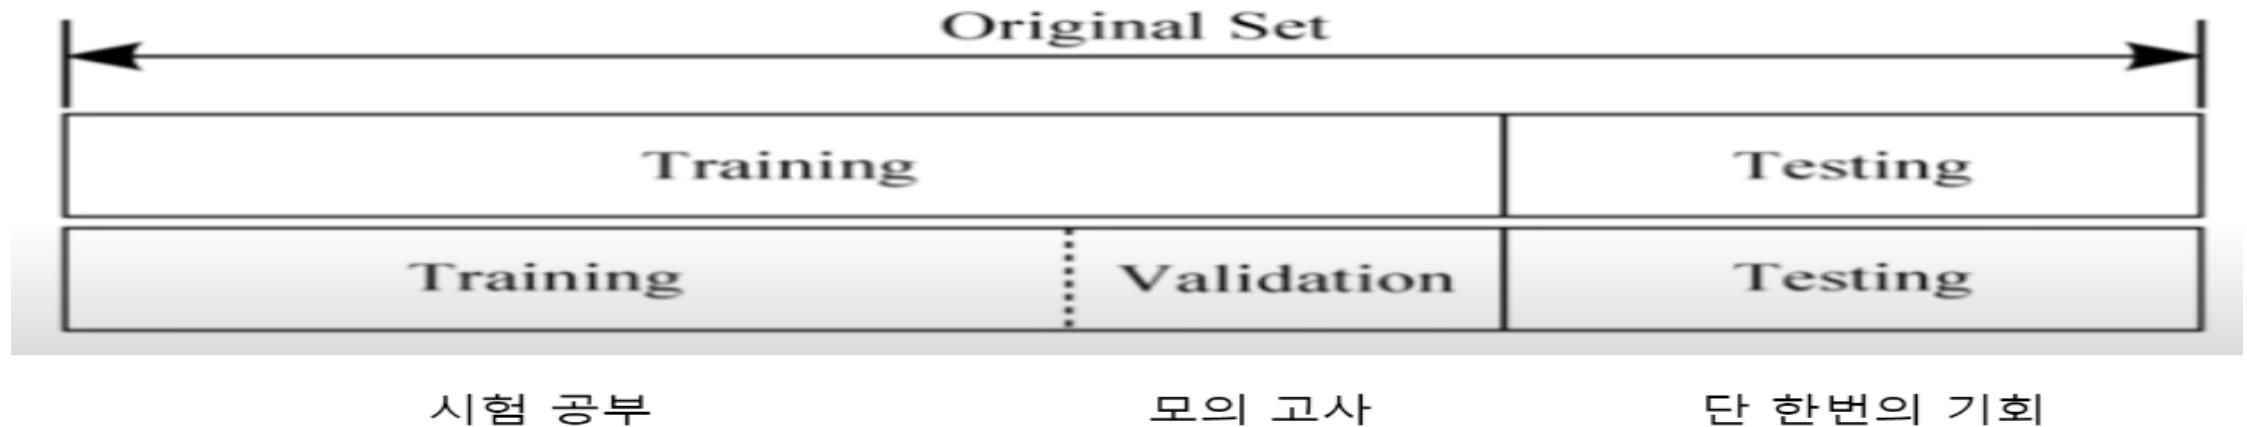 Original Set
Training Testing
Training Validation Testing
시험 공부 모의 고사 단 한번의 기회